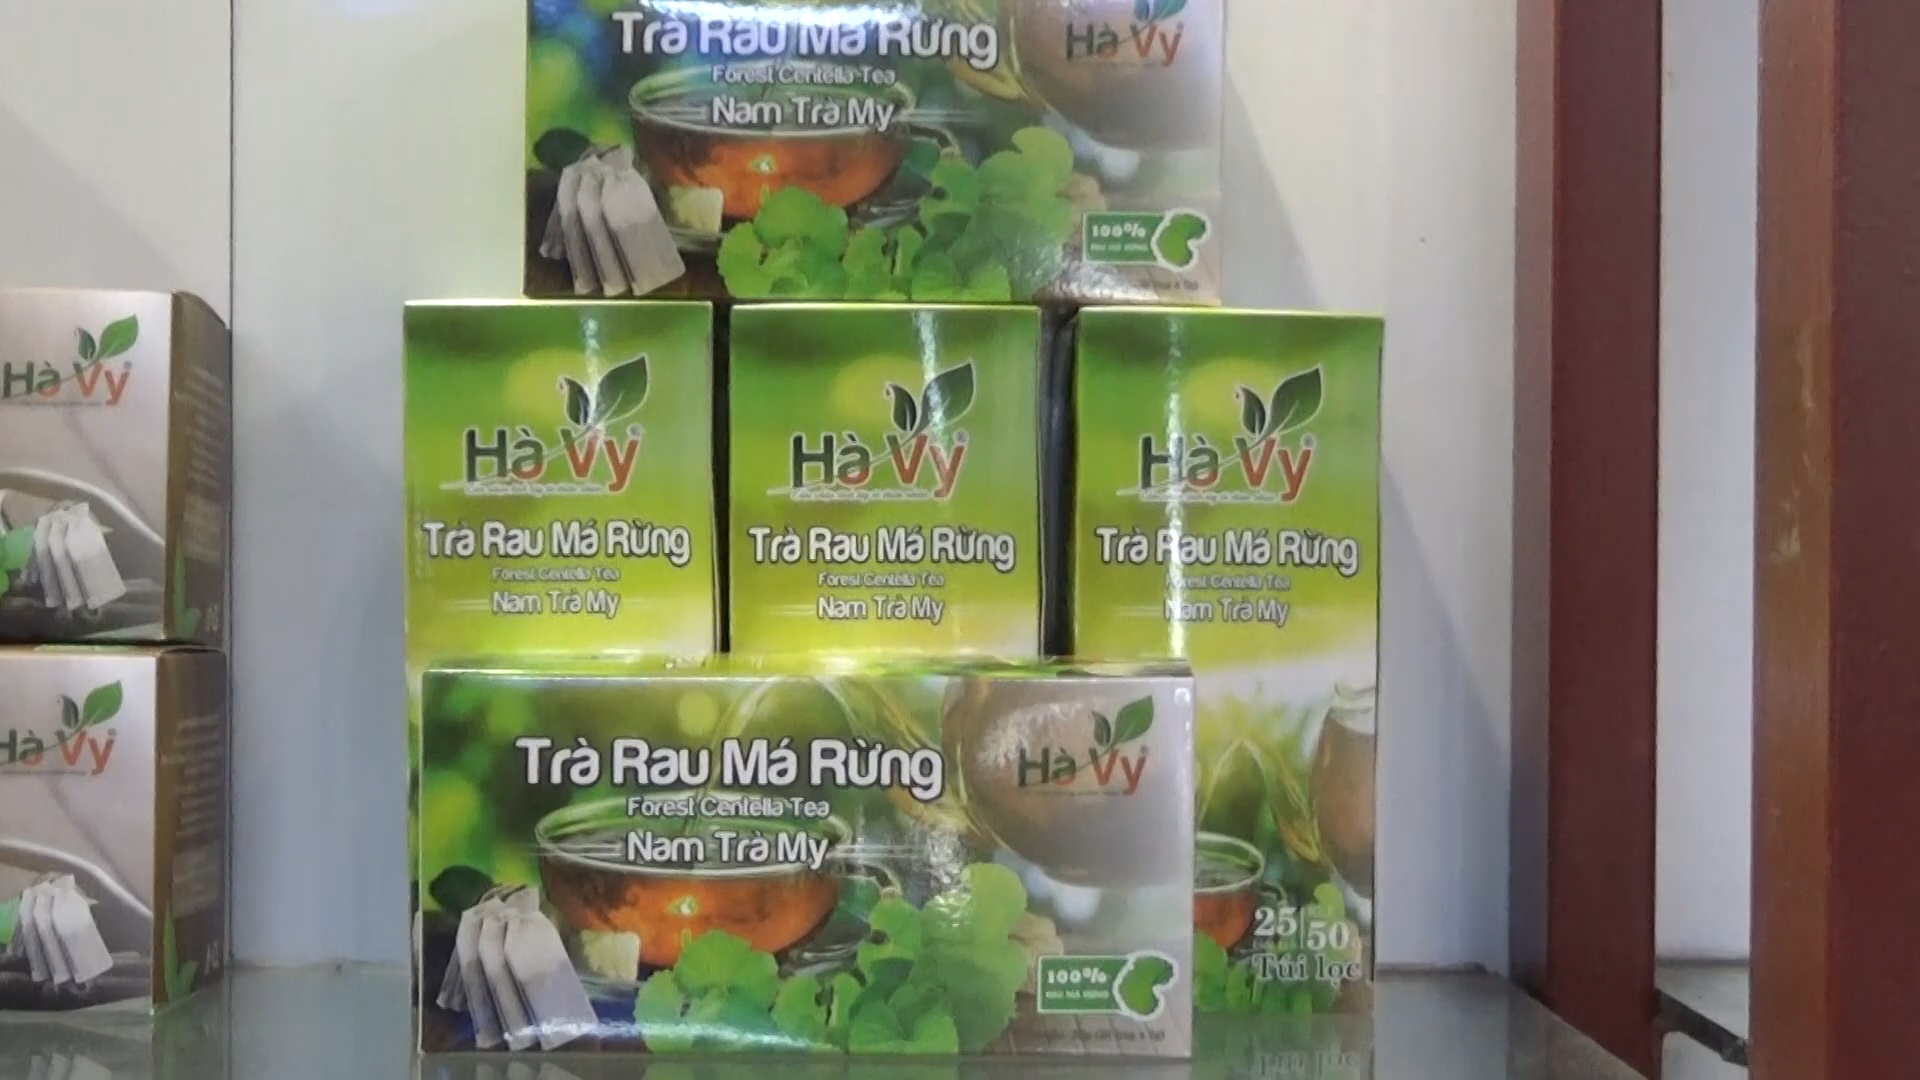 Trà Rau Má Rừng
Forest Centella Tea
Nam Trà My
Hà Vy
100%
Hà Vy
Hà Vy
Trà Rau Má Rừng
Forest Centella Tea
Nam Trà My
Hà Vy
Trà Rau Má Rừng
Forest Centella Tea
Nam Trà My
Hà Vy
Trà Rau Má Rừng
Forest Centella Tea
Nam Trà My
25 50
Túi lọc
Hà Vy
Trà Rau Má Rừng
Forest Centella Tea
Nam Trà My
Hà Vy
100%
RAU MÁ RỪNG